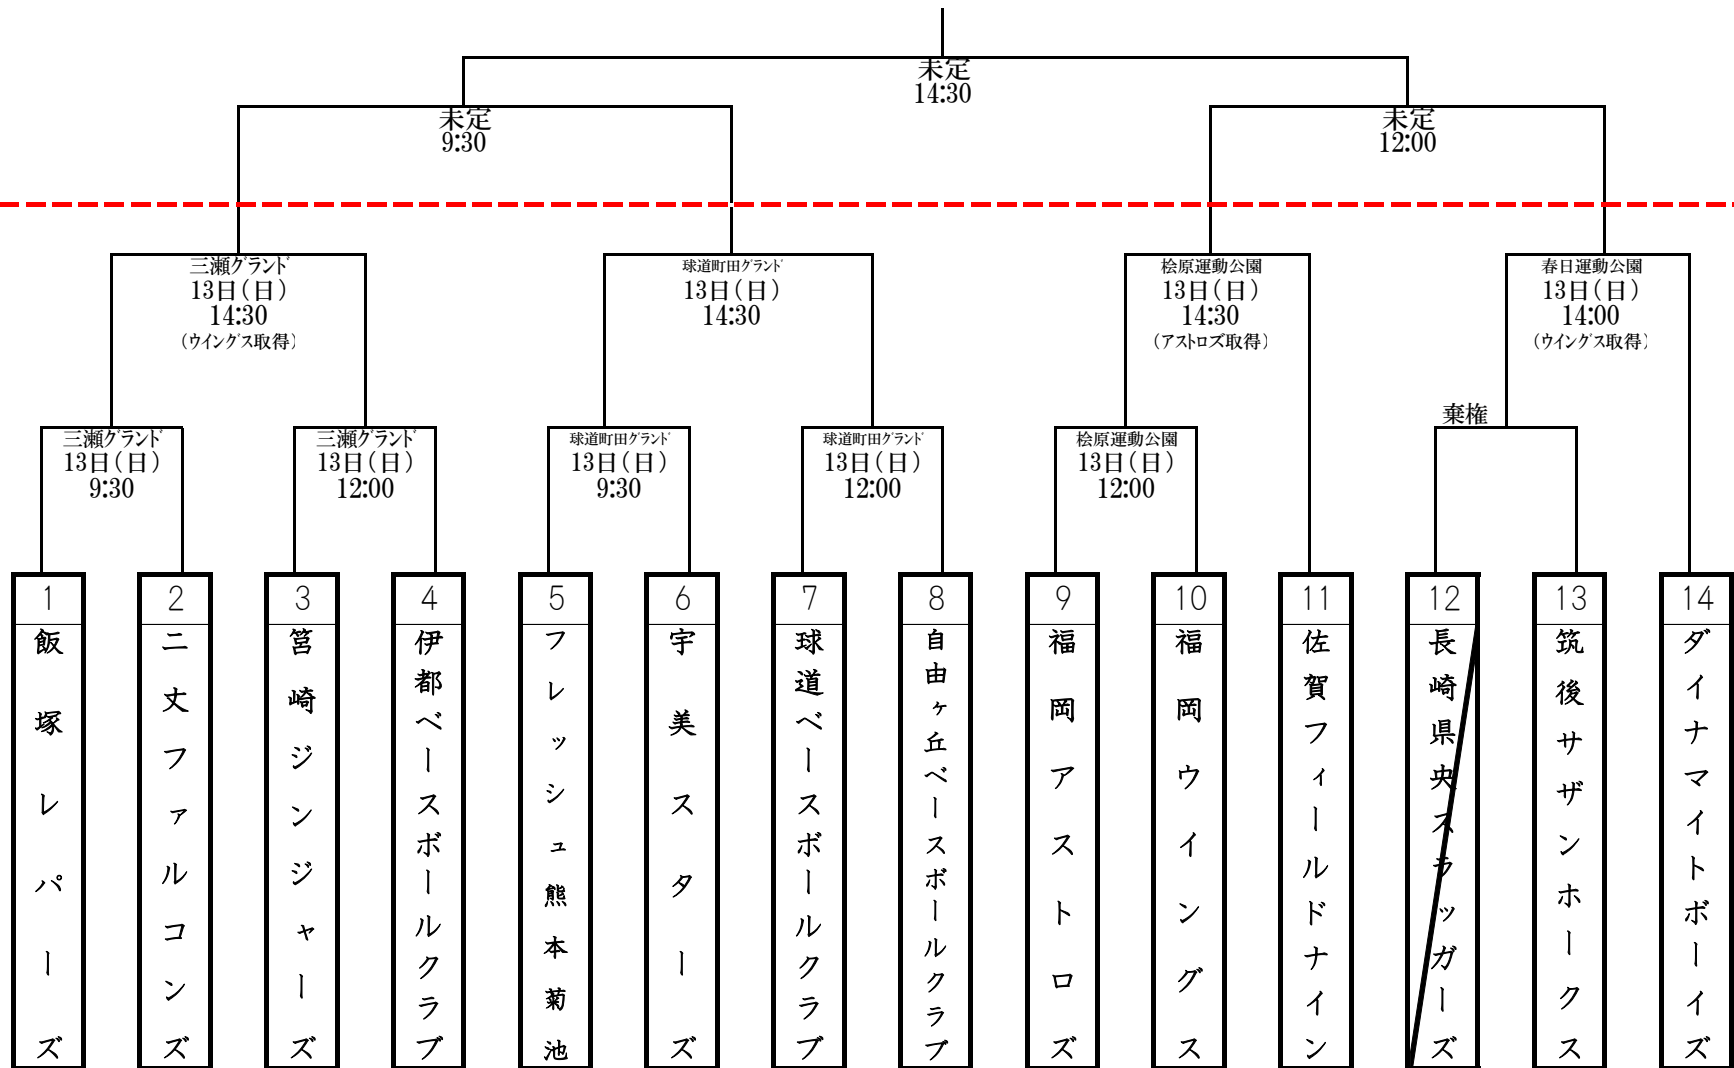 未定
14:30
未定
9:30
未定
12:00
三瀬グランド
13日(日)
14:30
(ウイングス取得)
球道町田グランド
13日(日)
14:30
桧原運動公園
13日(日)
14:30
(アストロズ取得)
春日運動公園
13日(日)
14:00
(ウイングス取得)
三瀬グランド
13日(日)
9:30
三瀬グランド
13日(日)
12:00
球道町田グランド
13日(日)
9:30
球道町田グランド
13日(日)
12:00
桧原運動公園
13日(日)
12:00
棄権
1
飯塚レパーズ
2
二丈ファルコンズ
3
筥崎ジンジャーズ
4
伊都ベースボールクラブ
5
フレッシュ熊本菊池
6
宇美スターズ
7
球道ベースボールクラブ
8
自由ヶ丘ベースボールクラブ
9
福岡アストロズ
10
福岡ウイングス
11
佐賀フィールドナイン
12
長崎県央スラッガーズ
13
筑後サザンホークス
14
ダイナマイトボーイズ